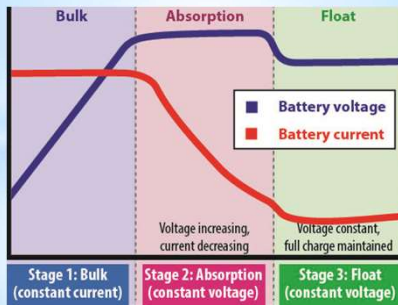 Bulk
Absorption
Float
Battery voltage
Battery current
Voltage increasing,
current decreasing
Voltage constant,
full charge maintained
Stage 1: Bulk
(constant current)
Stage 2: Absorption
(constant voltage)
Stage 3: Float
(constant voltage)